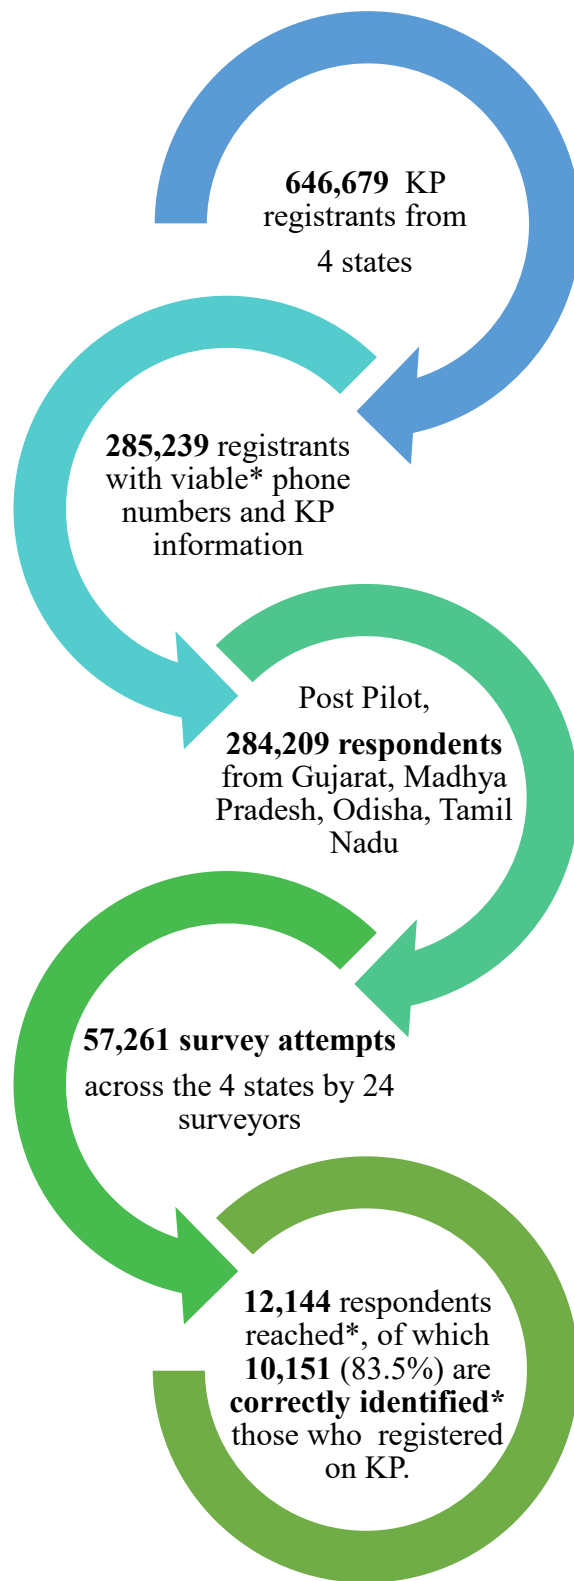 646,679 KP
registrants from
4 states
285,239 registrants
with viable* phone
numbers and KP
information
Post Pilot,
284,209 respondents
from Gujarat, Madhya
Pradesh, Odisha, Tamil
Nadu
57,261 survey attempts
across the 4 states by 24
surveyors
12,144 respondents
reached*, of which
10,151 (83.5%) are
correctly identified*
those who registered
on KP.